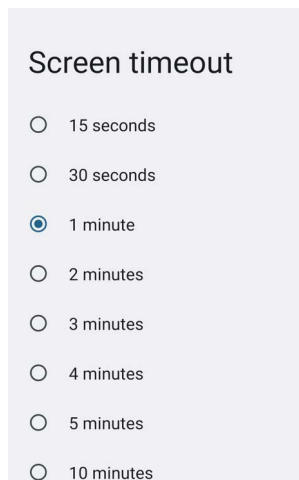 Screen timeout
15 seconds
30 seconds
1 minute
2 minutes
3 minutes
4 minutes
5 minutes
10 minutes